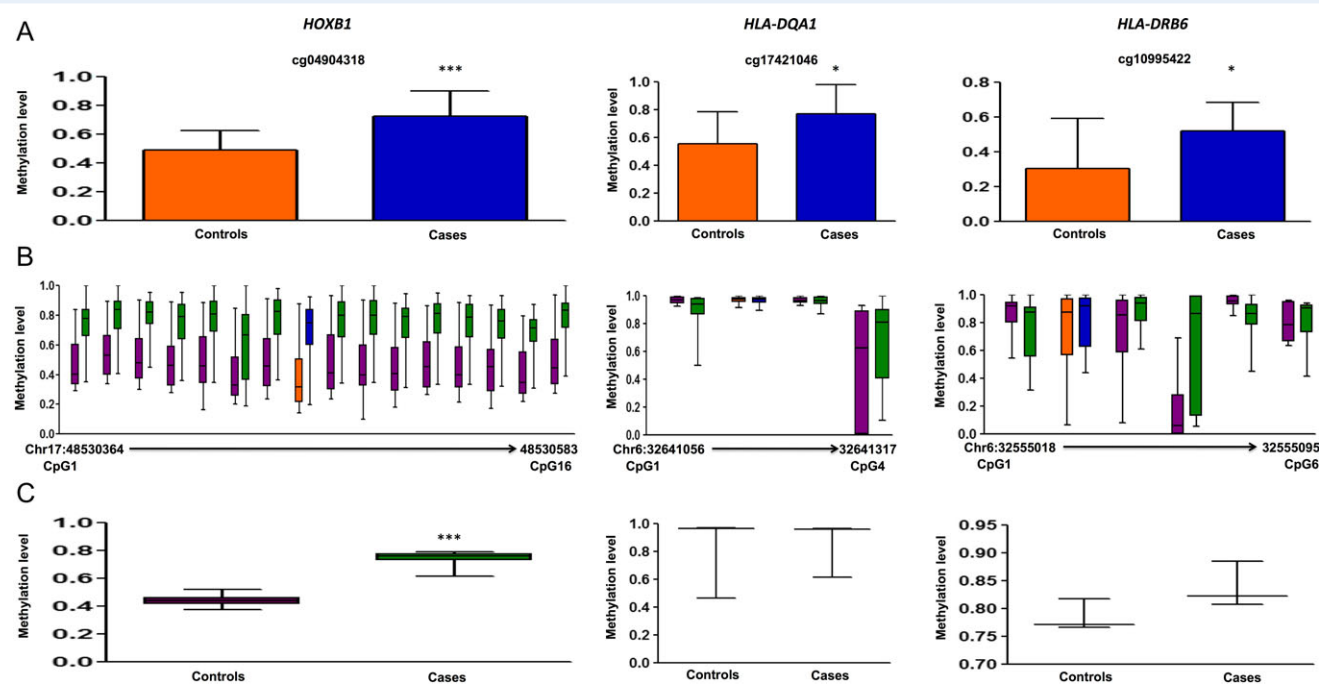 A
HOXB1
HLA-DQA1
HLA-DRB6
cg04904318
cg17421046
cg10995422
Methylation level
1.0
0.8
0.6
0.4
0.2
0.0
***
Controls
Cases
Methylation level
1.0
0.8
0.6
0.4
0.2
0.0
*
Controls
Cases
Methylation level
0.8
0.6
0.4
0.2
0.0
*
Controls
Cases
B
Methylation level
1.0
0.8
0.6
0.4
0.2
0.0
Chr17:48530364
48530583
CpG1
CpG16
Methylation level
1.0
0.8
0.6
0.4
0.2
0.0
Chr6:32641056
32641317
CpG1
CpG4
Methylation level
1.0
0.8
0.6
0.4
0.2
0.0
Chr6:32555018
32555095
CpG1
CpG6
C
Methylation level
1.0
0.8
0.6
0.4
0.2
0.0
***
Controls
Cases
Methylation level
1.0
0.8
0.6
0.4
0.2
0.0
Controls
Cases
Methylation level
0.95
0.90
0.85
0.80
0.75
0.70
Controls
Cases